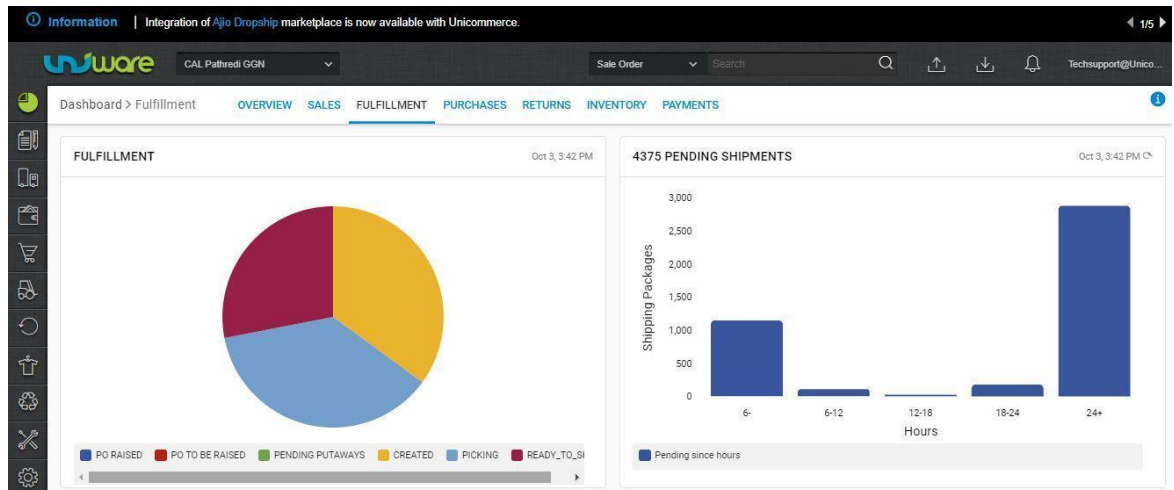 Information | Integration of Ajio Dropship marketplace is now available with Unicommerce. 1/5
uniware CAL Pathredi GGN Sale Order Search Techsupport@Unico...
Dashboard > Fulfillment OVERVIEW SALES FULFILLMENT PURCHASES RETURNS INVENTORY PAYMENTS
FULFILLMENT Oct 3, 3:42 PM
PO RAISED PO TO BE RAISED PENDING PUTAWAYS CREATED PICKING READY_TO_SI
4375 PENDING SHIPMENTS Oct 3, 3:42 PM
Shipping Packages
3,000
2,500
2,000
1,500
1,000
500
0
6- 6-12 12-18 18-24 24+
Hours
Pending since hours